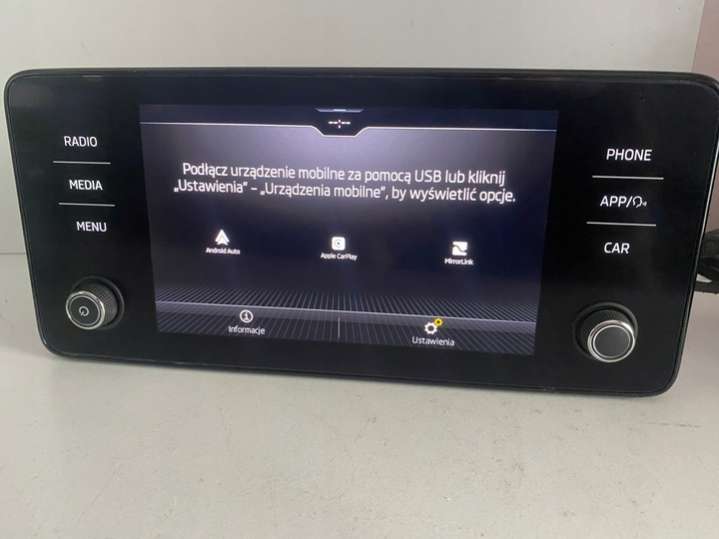 RADIO
MEDIA
MENU
PHONE
APP/
CAR
--:--
Podłącz urządzenie mobilne za pomocą USB lub kliknij
„Ustawienia” – „Urządzenia mobilne”, by wyświetlić opcje.
Android Auto
Apple CarPlay
MirrorLink
Informacje
Ustawienia